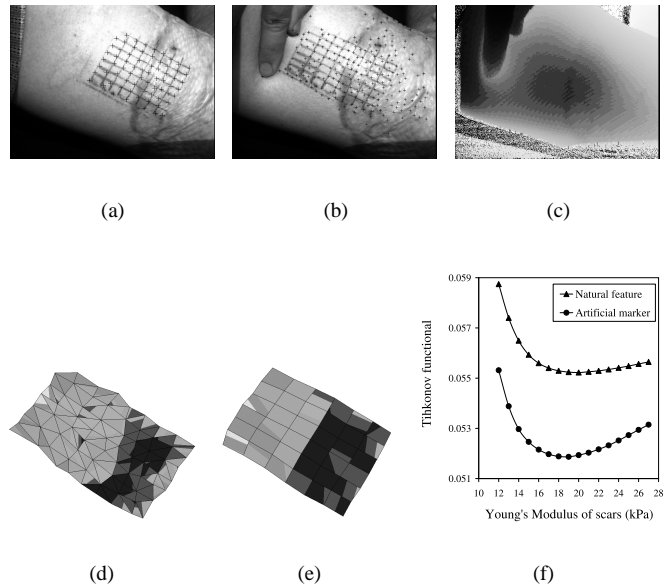 (a)
(b)
(c)
0.059
0.057
0.055
0.053
0.051
Tihkonov functional
Natural feature
Artificial marker
10 12 14 16 18 20 22 24 26 28
Young's Modulus of scars (kPa)
(d)
(e)
(f)